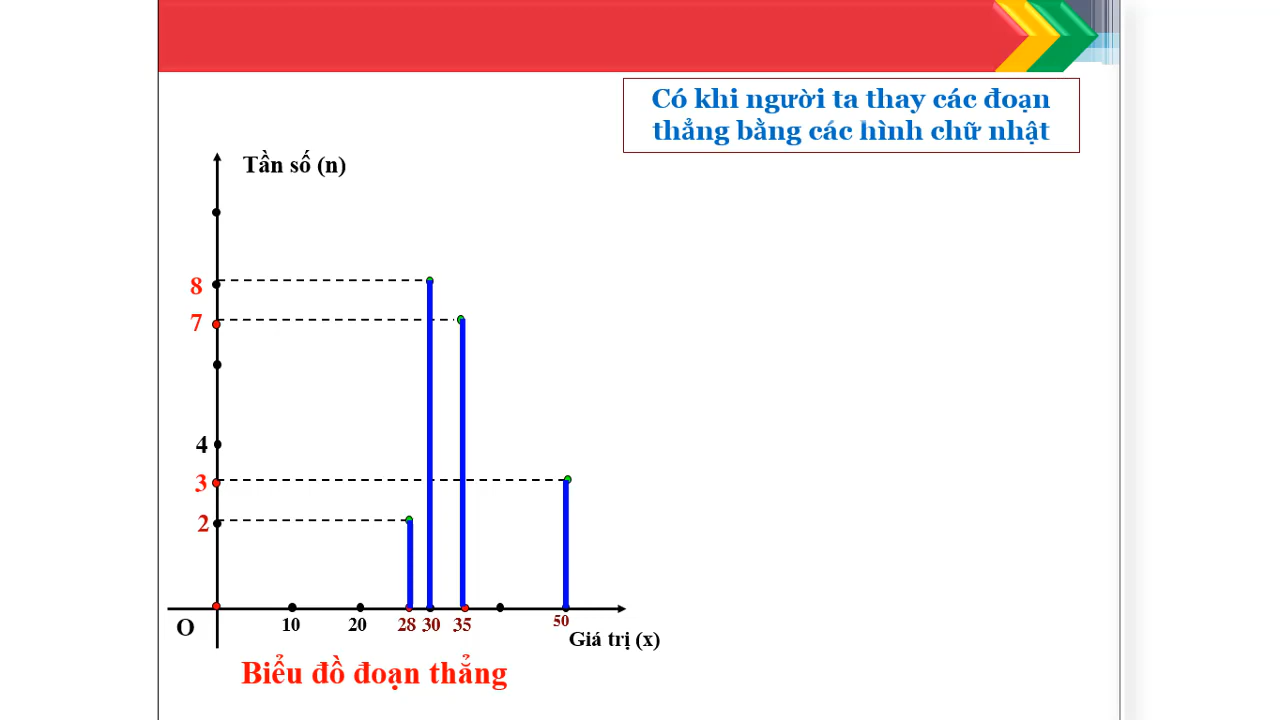 Có khi người ta thay các đoạn
thẳng bằng các hình chữ nhật
Tần số (n)
8
7
4
3
2
O
10
20
28
30
35
50
Giá trị (x)
Biểu đồ đoạn thẳng